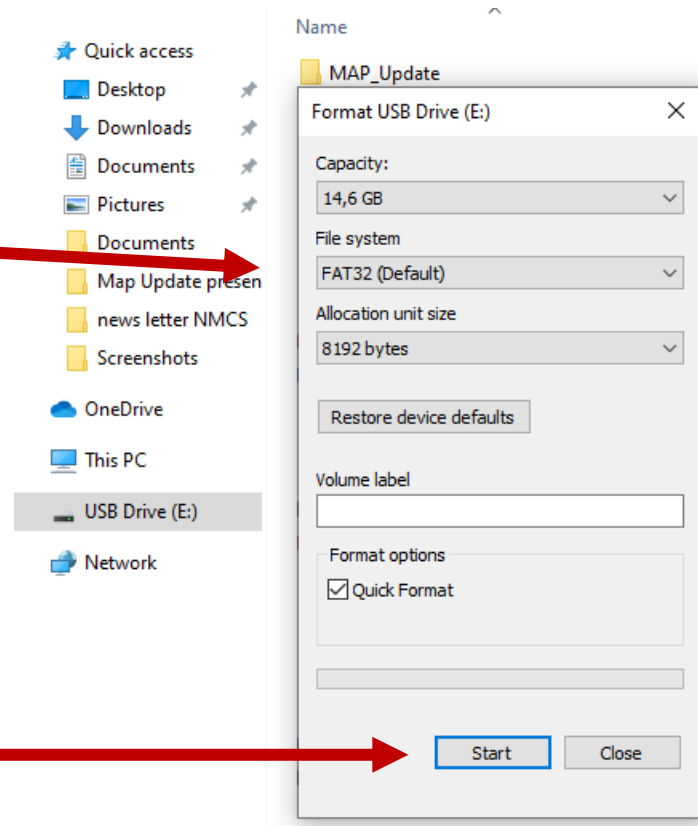 Quick access
Desktop
Downloads
Documents
Pictures
Documents
Map Update presen
news letter NMCS
Screenshots
OneDrive
This PC
USB Drive (E:)
Network
Name
MAP_Update
Format USB Drive (E:)
Capacity:
14,6 GB
File system
FAT32 (Default)
Allocation unit size
8192 bytes
Restore device defaults
Volume label
Format options
Quick Format
Start
Close